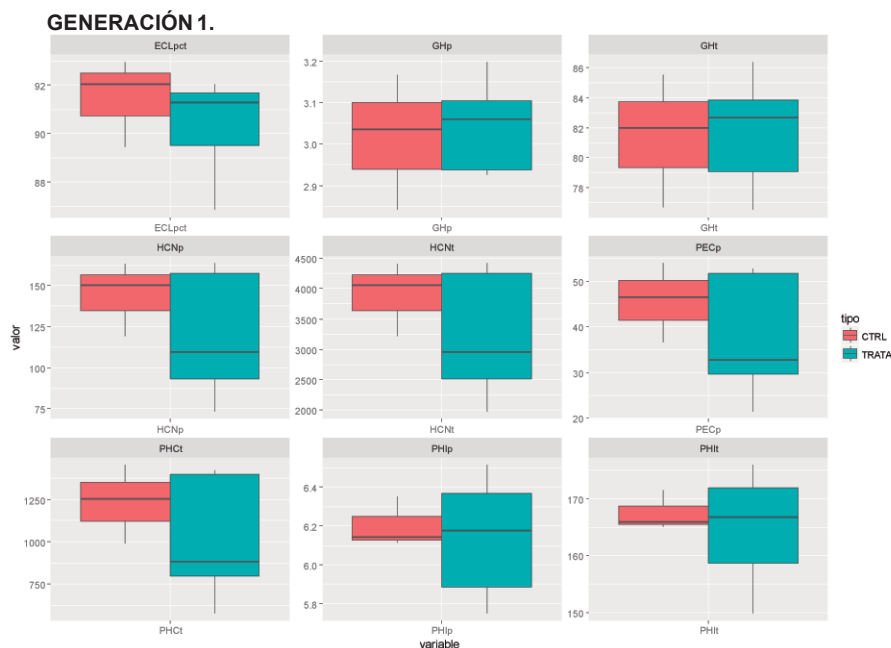 GENERACIÓN 1.
ECLpct
GHp
GHt
92
90
88
3.2
3.1
3.0
2.9
86
84
82
80
78
ECLpct
GHp
GHt
HCNp
HCNt
PECp
150
125
100
75
4500
4000
3500
3000
2500
2000
50
40
30
20
HCNp
HCNt
PECp
PHCt
PHIp
PHIt
1250
1000
750
6.4
6.2
6.0
5.8
170
160
150
PHCt
PHIp
PHIt
valor
variable
tipo
CTRL
TRATA